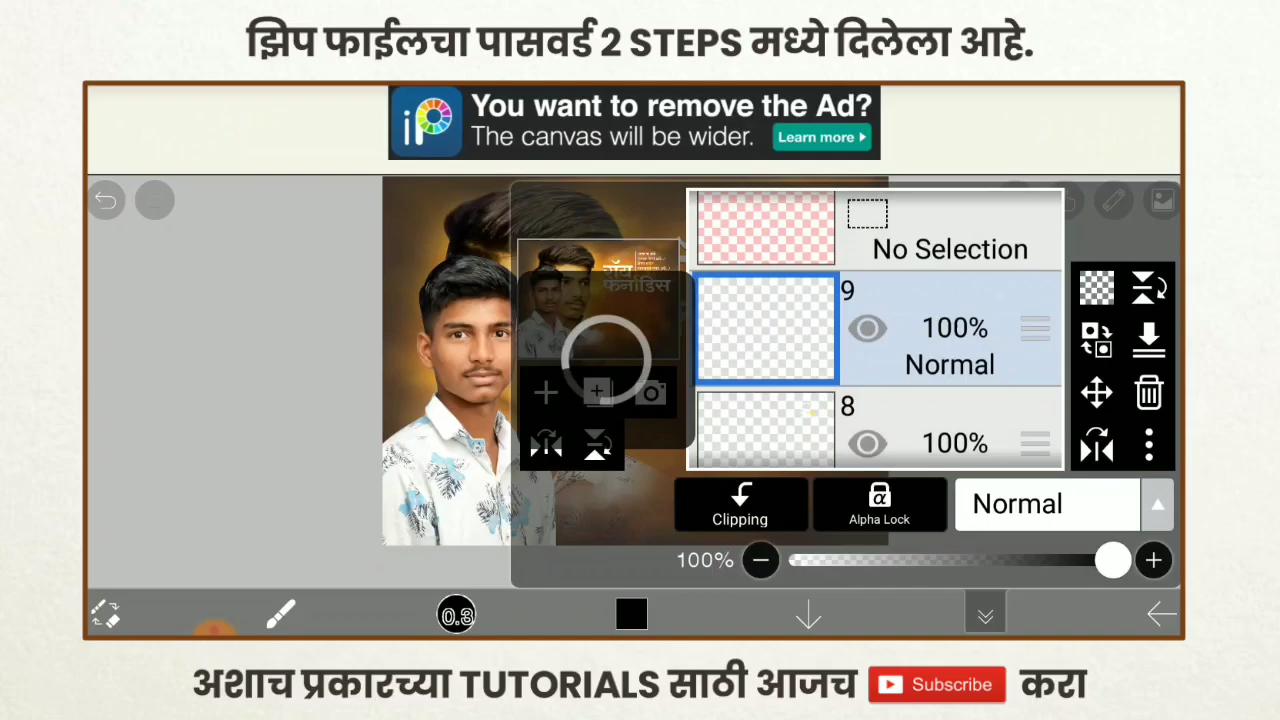 झिप फाईलचा पासवर्ड 2 STEPS मध्ये दिलेला आहे.
iP
You want to remove the Ad?
The canvas will be wider.
Learn more
No Selection
9
100%
Normal
8
100%
फर्नांडिस
Clipping
α
Alpha Lock
Normal
100%
0.3
अशाच प्रकारच्या TUTORIALS साठी आजच Subscribe करा